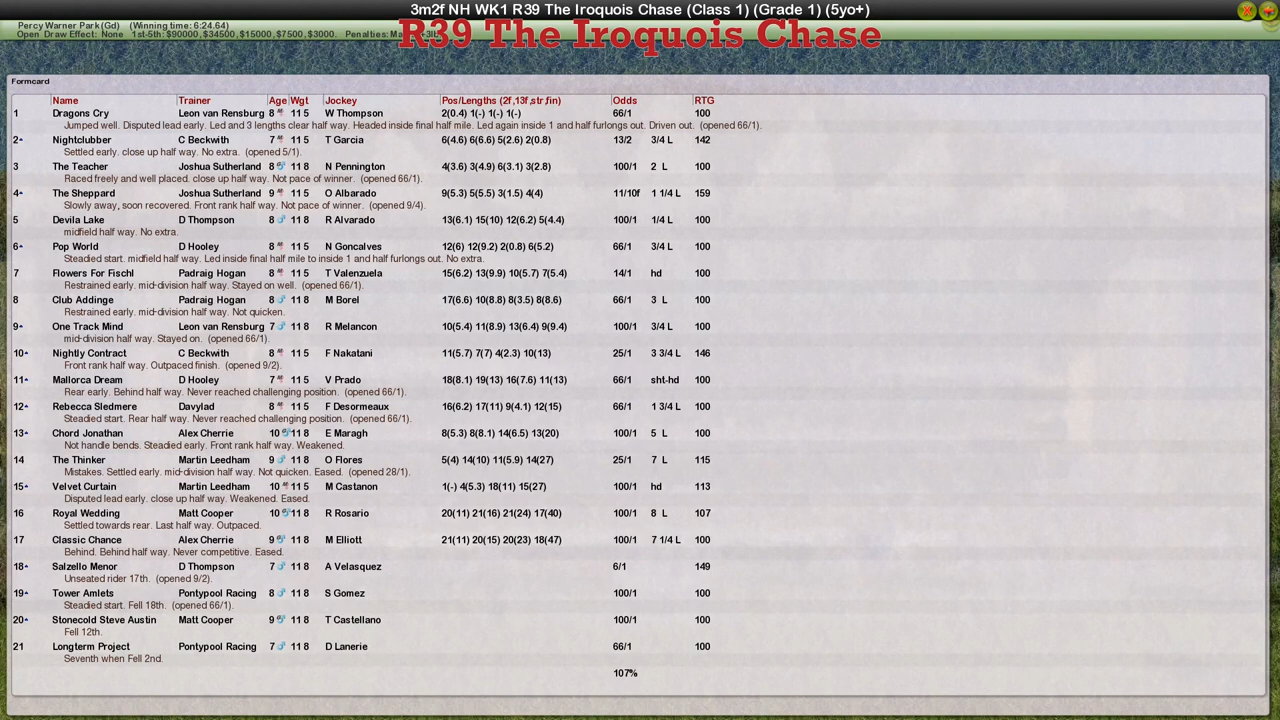 3m2f NH WK1 R39 The Iroquois Chase (Class 1) (Grade 1) (5yo+)
Percy Warner Park(Gd) (Winning time: 6:24.64)
Open Draw Effect: None 1st-5th: $90000, $34500, $15000, $7500, $3000. Penalties: Ma
R39 The Iroquois Chase
Formcard
Name Trainer Age Wgt Jockey Pos/Lengths (2f,13f,str,fin) Odds RTG
1 Dragons Cry Leon van Rensburg 8 11 5 W Thompson 2(0.4) 1(-) 1(-) 1(-) 66/1 100
Jumped well. Disputed lead early. Led and 3 lengths clear half way. Headed inside final half mile. Led again inside 1 and half furlongs out. Driven out. (opened 66/1).
2 Nightclubber C Beckwith 7 11 5 T Garcia 6(4.6) 6(6.6) 5(2.6) 2(0.8) 13/2 3/4 L 142
Settled early. close up half way. No extra. (opened 5/1).
3 The Teacher Joshua Sutherland 8 11 8 N Pennington 4(3.6) 3(4.9) 6(3.1) 3(2.8) 100/1 2 L 100
Raced freely and well placed. close up half way. Not pace of winner. (opened 66/1).
4 The Sheppard Joshua Sutherland 9 11 5 O Albarado 9(5.3) 5(5.5) 3(1.5) 4(4) 11/10f 1 1/4 L 159
Slowly away, soon recovered. Front rank half way. Not pace of winner. (opened 9/4).
5 Devila Lake D Thompson 8 11 8 R Alvarado 13(6.1) 15(10) 12(6.2) 5(4.4) 100/1 1/4 L 100
midfield half way. No extra.
6 Pop World D Hooley 8 11 5 N Goncalves 12(6) 12(9.2) 2(0.8) 6(5.2) 66/1 3/4 L 100
Steadied start. midfield half way. Led inside final half mile to inside 1 and half furlongs out. No extra.
7 Flowers For Fischl Padraig Hogan 8 11 5 T Valenzuela 15(6.2) 13(9.9) 10(5.7) 7(5.4) 14/1 hd 100
Restrained early. mid-division half way. Stayed on well. (opened 66/1).
8 Club Addinge Padraig Hogan 8 11 8 M Borel 17(6.6) 10(8.8) 8(3.5) 8(8.6) 66/1 3 L 100
Restrained early. mid-division half way. Not quicken.
9 One Track Mind Leon van Rensburg 7 11 8 R Melancon 10(5.4) 11(8.9) 13(6.4) 9(9.4) 100/1 3/4 L 100
mid-division half way. Stayed on. (opened 66/1).
10 Nightly Contract C Beckwith 8 11 5 F Nakatani 11(5.7) 7(7) 4(2.3) 10(13) 25/1 3 3/4 L 146
Front rank half way. Outpaced finish. (opened 9/2).
11 Mallorca Dream D Hooley 7 11 5 V Prado 18(8.1) 19(13) 16(7.6) 11(13) 66/1 sht-hd 100
Rear early. Behind half way. Never reached challenging position. (opened 66/1).
12 Rebecca Sledmere Davylad 8 11 5 F Desormeaux 16(6.2) 17(11) 9(4.1) 12(15) 66/1 1 3/4 L 100
Steadied start. Rear half way. Never reached challenging position. (opened 66/1).
13 Chord Jonathan Alex Cherrie 10 11 8 E Maragh 8(5.3) 8(8.1) 14(6.5) 13(20) 100/1 5 L 100
Not handle bends. Steadied early. Front rank half way. Weakened.
14 The Thinker Martin Leedham 9 11 8 O Flores 5(4) 14(10) 11(5.9) 14(27) 25/1 7 L 115
Mistakes. Settled early. mid-division half way. Not quicken. Eased. (opened 28/1).
15 Velvet Curtain Martin Leedham 10 11 5 M Castanon 1(-) 4(5.3) 18(11) 15(27) 100/1 hd 113
Disputed lead early. close up half way. Weakened. Eased.
16 Royal Wedding Matt Cooper 10 11 8 R Rosario 20(11) 21(16) 21(24) 17(40) 100/1 8 L 107
Settled towards rear. Last half way. Outpaced.
17 Classic Chance Alex Cherrie 9 11 8 M Elliott 21(11) 20(15) 20(23) 18(47) 100/1 7 1/4 L 100
Behind. Behind half way. Never competitive. Eased.
18 Salzello Menor D Thompson 7 11 8 A Velasquez 6/1 149
Unseated rider 17th. (opened 9/2).
19 Tower Amlets Pontypool Racing 8 11 8 S Gomez 100/1 100
Steadied start. Fell 18th. (opened 66/1).
20 Stonecold Steve Austin Matt Cooper 9 11 8 T Castellano 100/1 100
Fell 12th.
21 Longterm Project Pontypool Racing 7 11 8 D Lanerie 66/1 100
Seventh when Fell 2nd.
107%